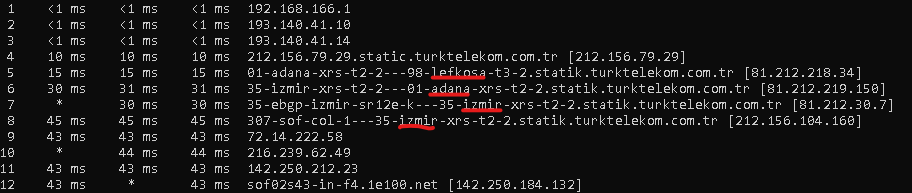 1 <1 ms <1 ms <1 ms 192.168.166.1
2 <1 ms <1 ms <1 ms 193.140.41.10
3 <1 ms <1 ms <1 ms 193.140.41.14
4 10 ms 10 ms 10 ms 212.156.79.29.static.turktelekom.com.tr [212.156.79.29]
5 15 ms 15 ms 15 ms 01-adana-xrs-t2-2---98-lefkosa-t3-2.statik.turktelekom.com.tr [81.212.218.34]
6 30 ms 31 ms 31 ms 35-izmir-xrs-t2-2---01-adana-xrs-t2-2.statik.turktelekom.com.tr [81.212.219.150]
7 * 30 ms 30 ms 35-ebgp-izmir-sr12e-k---35-izmir-xrs-t2-2.statik.turktelekom.com.tr [81.212.30.7]
8 45 ms 45 ms 45 ms 307-sof-col-1---35-izmir-xrs-t2-2.statik.turktelekom.com.tr [212.156.104.160]
9 43 ms 43 ms 43 ms 72.14.222.58
10 * 44 ms 44 ms 216.239.62.49
11 43 ms 43 ms 43 ms 142.250.212.23
12 43 ms * 43 ms sof02s43-in-f4.1e100.net [142.250.184.132]